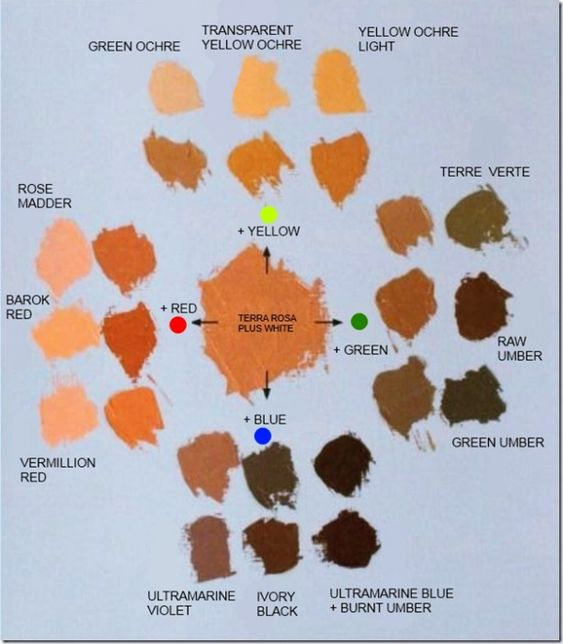 GREEN OCHRE
TRANSPARENT
YELLOW OCHRE
YELLOW OCHRE
LIGHT
TERRE VERTE
ROSE
MADDER
+ YELLOW
BAROK
RED
+ RED
TERRA ROSA
PLUS WHITE
+ GREEN
RAW
UMBER
+ BLUE
GREEN UMBER
VERMILLION
RED
ULTRAMARINE
VIOLET
IVORY
BLACK
ULTRAMARINE BLUE
+ BURNT UMBER